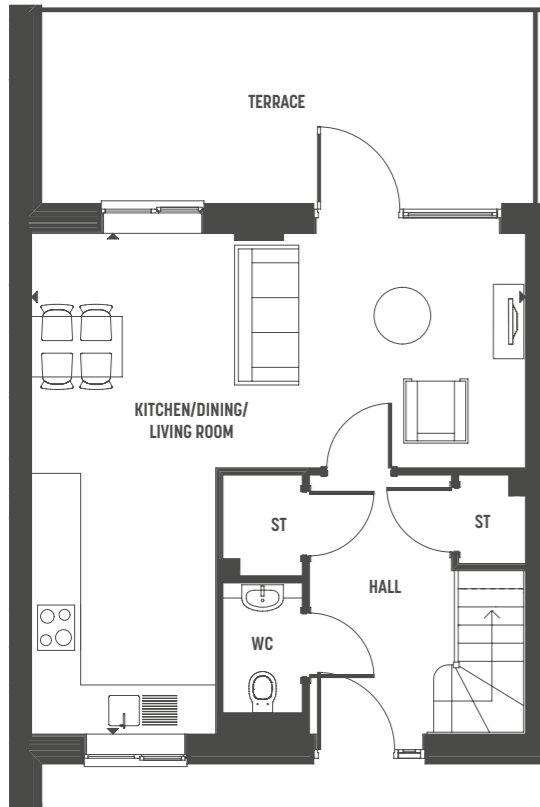 TERRACE
KITCHEN/DINING/
LIVING ROOM
ST
ST
HALL
WC